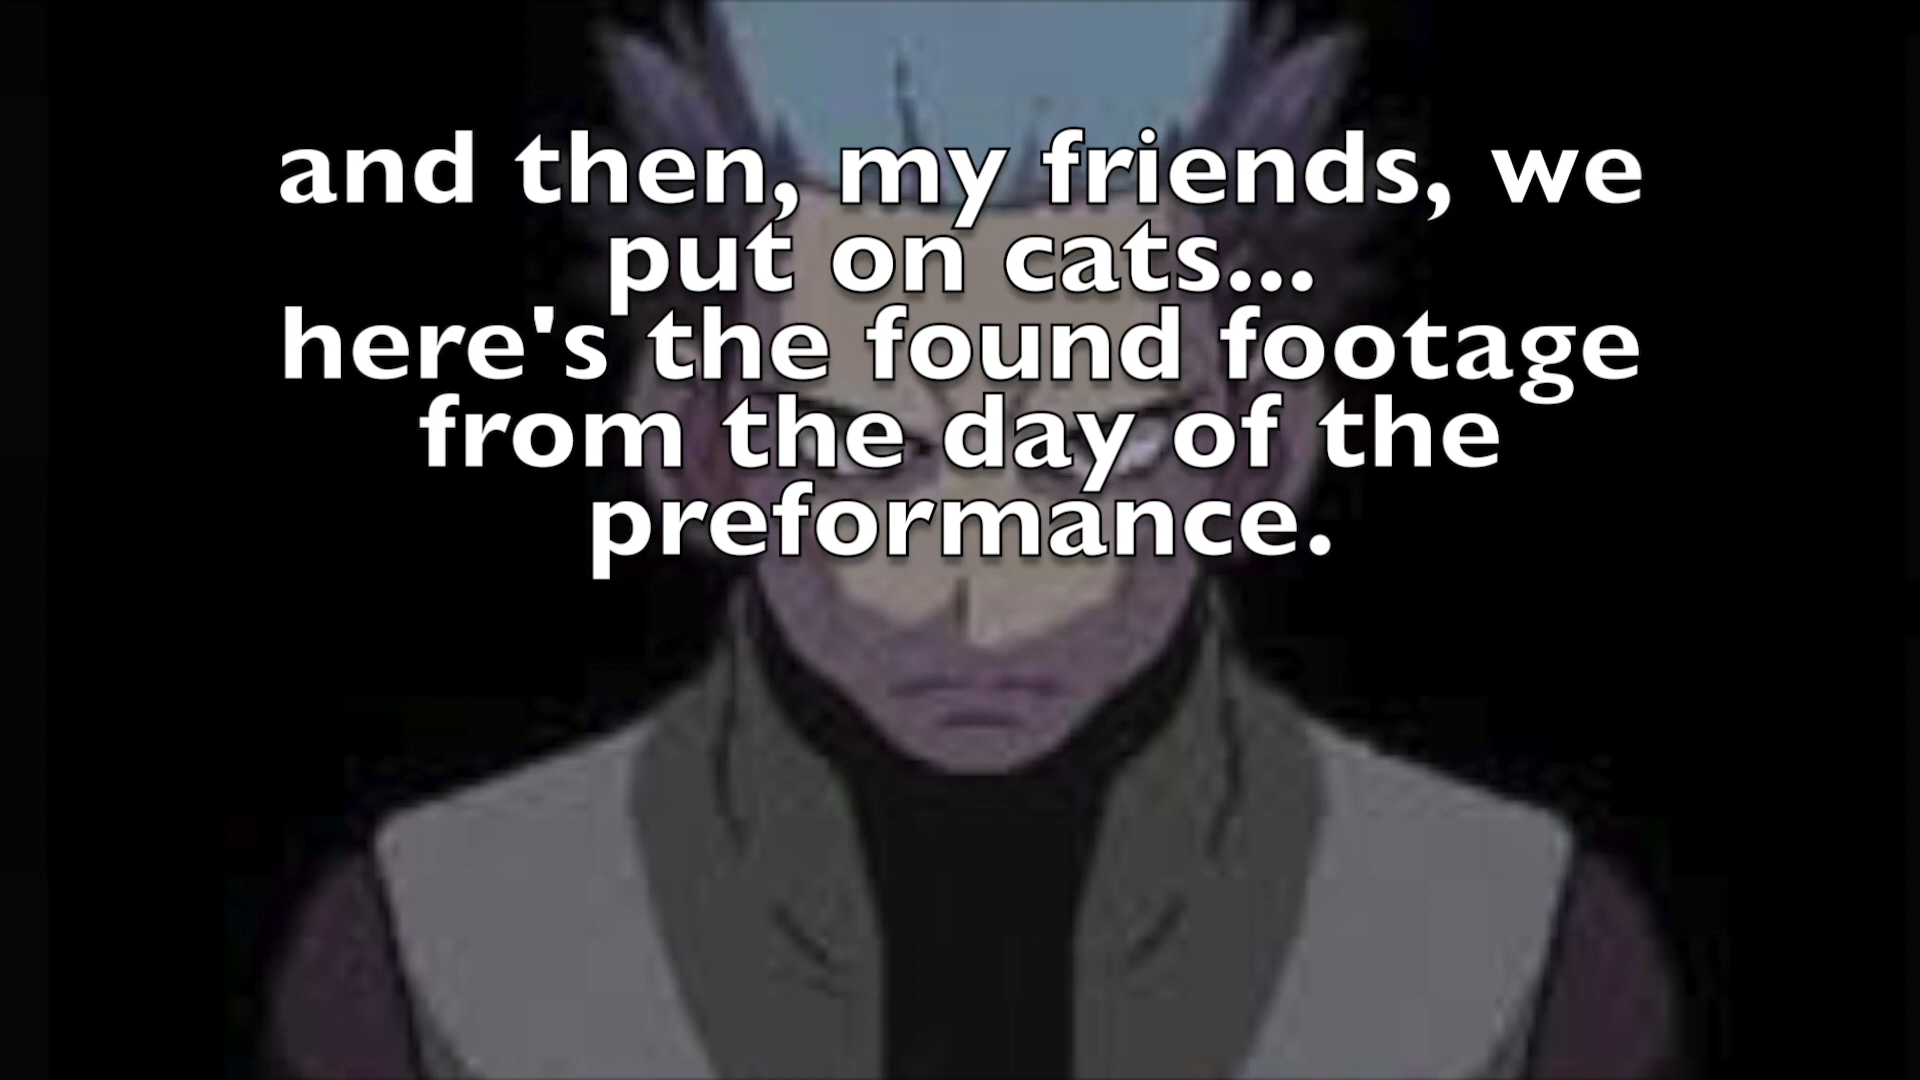 and then, my friends, we
put on cats...
here's the found footage
from the day of the
preformance.